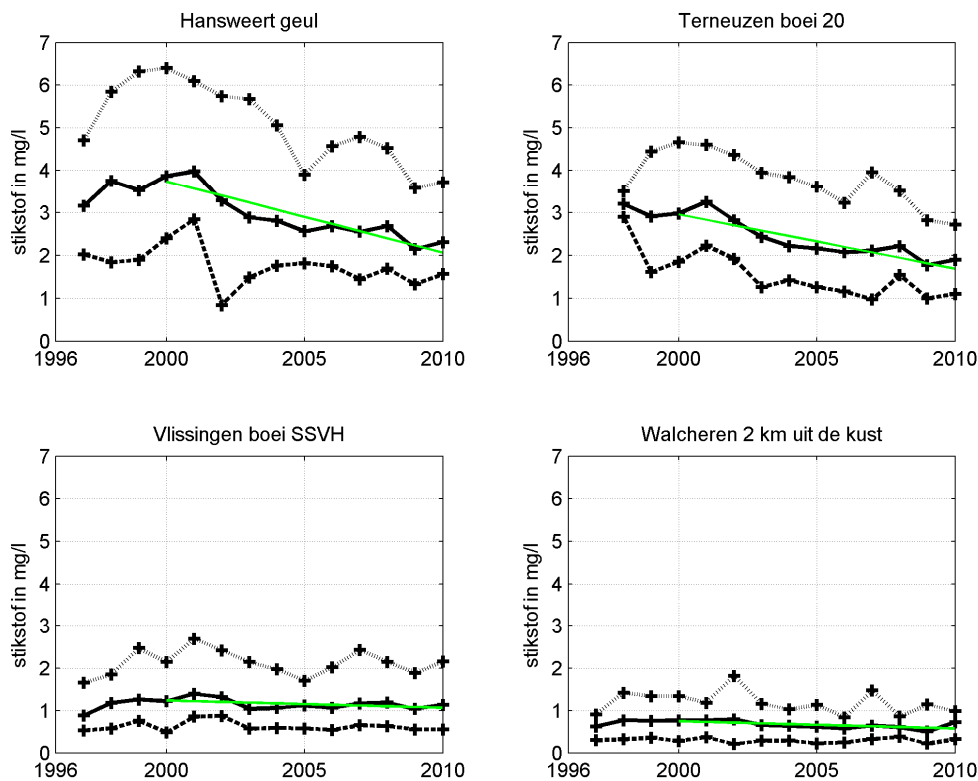 Hansweert geul
stikstof in mg/l
7
6
5
4
3
2
1
0
1996 2000 2005 2010
Terneuzen boei 20
stikstof in mg/l
7
6
5
4
3
2
1
0
1996 2000 2005 2010
Vlissingen boei SSVH
stikstof in mg/l
7
6
5
4
3
2
1
0
1996 2000 2005 2010
Walcheren 2 km uit de kust
stikstof in mg/l
7
6
5
4
3
2
1
0
1996 2000 2005 2010